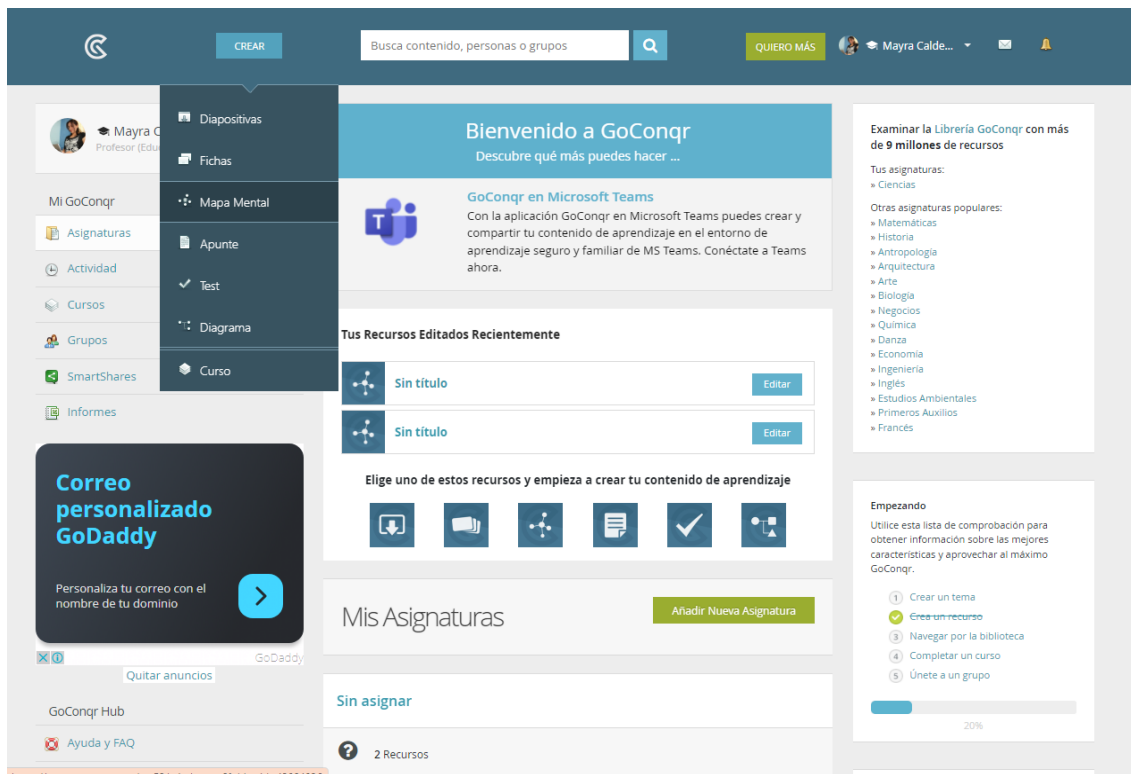 CREAR
Busca contenido, personas o grupos
QUIERO MÁS
Mayra Calde...
Diapositivas
Fichas
Mapa Mental
Apunte
Test
Diagrama
Curso
Mayra
Profesor
Mi GoConqr
Asignaturas
Actividad
Cursos
Grupos
SmartShares
Informes
Correo
personalizado
GoDaddy
Personaliza tu correo con el
nombre de tu dominio
GoDaddy
Quitar anuncios
GoConqr Hub
Ayuda y FAQ
Bienvenido a GoConqr
Descubre qué más puedes hacer ...
GoConqr en Microsoft Teams
Con la aplicación GoConqr en Microsoft Teams puedes crear y
compartir tu contenido de aprendizaje en el entorno de
aprendizaje seguro y familiar de MS Teams. Conéctate a Teams
ahora.
Tus Recursos Editados Recientemente
Sin título
Editar
Sin título
Editar
Elige uno de estos recursos y empieza a crear tu contenido de aprendizaje
Mis Asignaturas
Añadir Nueva Asignatura
Sin asignar
2 Recursos
Examinar la Librería GoConqr con más
de 9 millones de recursos
Tus asignaturas:
» Ciencias
Otras asignaturas populares:
» Matemáticas
» Historia
» Antropología
» Arquitectura
» Arte
» Biología
» Negocios
» Química
» Danza
» Economía
» Ingeniería
» Inglés
» Estudios Ambientales
» Primeros Auxilios
» Francés
Empezando
Utilice esta lista de comprobación para
obtener información sobre las mejores
características y aprovechar al máximo
GoConqr.
1 Crear un tema
Crea un recurso
3 Navegar por la biblioteca
4 Completar un curso
5 Únete a un grupo
20%